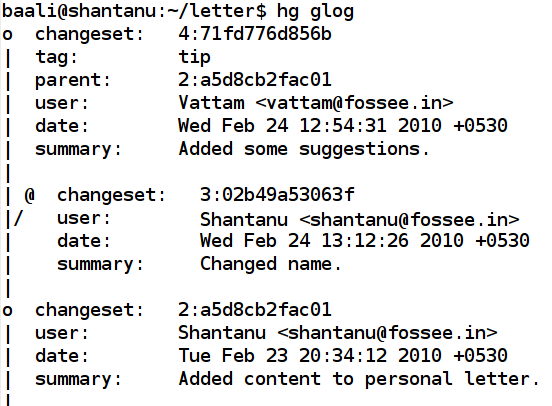 baali@shantanu:~/letter$ hg glog
o  changeset:   4:71fd776d856b
|  tag:         tip
|  parent:      2:a5d8cb2fac01
|  user:        Vattam <vattam@fossee.in>
|  date:        Wed Feb 24 12:54:31 2010 +0530
|  summary:     Added some suggestions.
|
| @  changeset:   3:02b49a53063f
|/   user:        Shantanu <shantanu@fossee.in>
|    date:        Wed Feb 24 13:12:26 2010 +0530
|    summary:     Changed name.
|
o  changeset:   2:a5d8cb2fac01
|  user:        Shantanu <shantanu@fossee.in>
|  date:        Tue Feb 23 20:34:12 2010 +0530
|  summary:     Added content to personal letter.
|